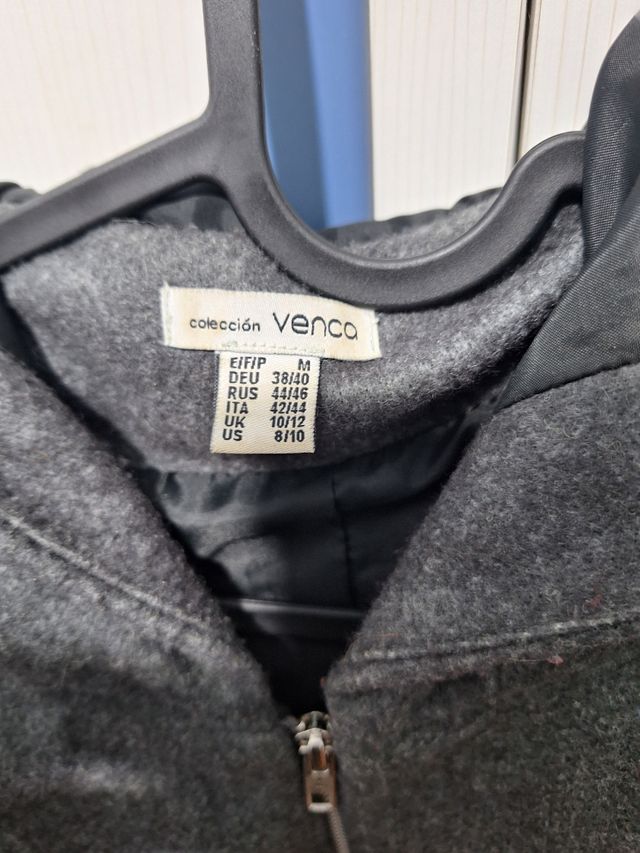 colección venca
E/F/P M
DEU 38/40
RUS 44/46
ITA 42/44
UK 10/12
US 8/10